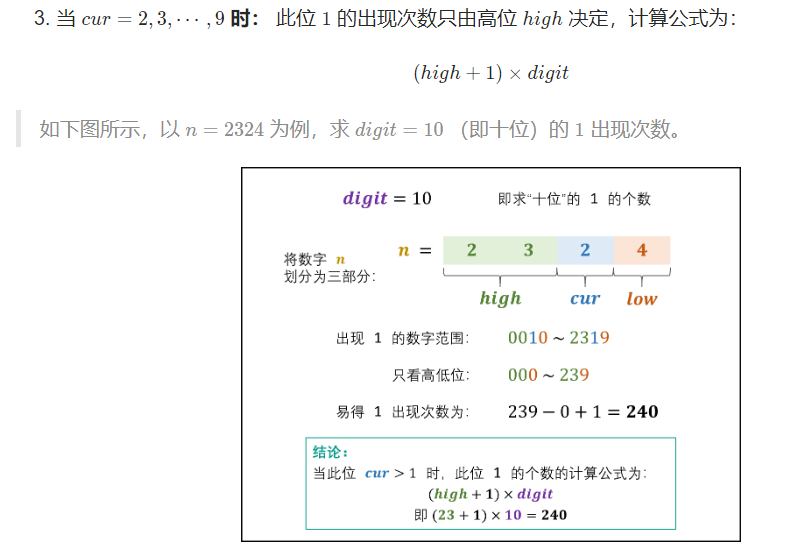 3. 当 cur = 2, 3, ⋯ , 9 时： 此位 1 的出现次数只由高位 high 决定，计算公式为：
(high + 1) × digit
如下图所示，以 n = 2324 为例，求 digit = 10 （即十位）的 1 出现次数。
digit = 10 即求“十位”的 1 的个数
将数字 n
划分为三部分：
n = 2 3 2 4
high cur low
出现 1 的数字范围： 0010 ~ 2319
只看高低位： 000 ~ 239
易得 1 出现次数为： 239 − 0 + 1 = 240
结论：
当此位 cur > 1 时，此位 1 的个数的计算公式为：
(high + 1) × digit
即 (23 + 1) × 10 = 240